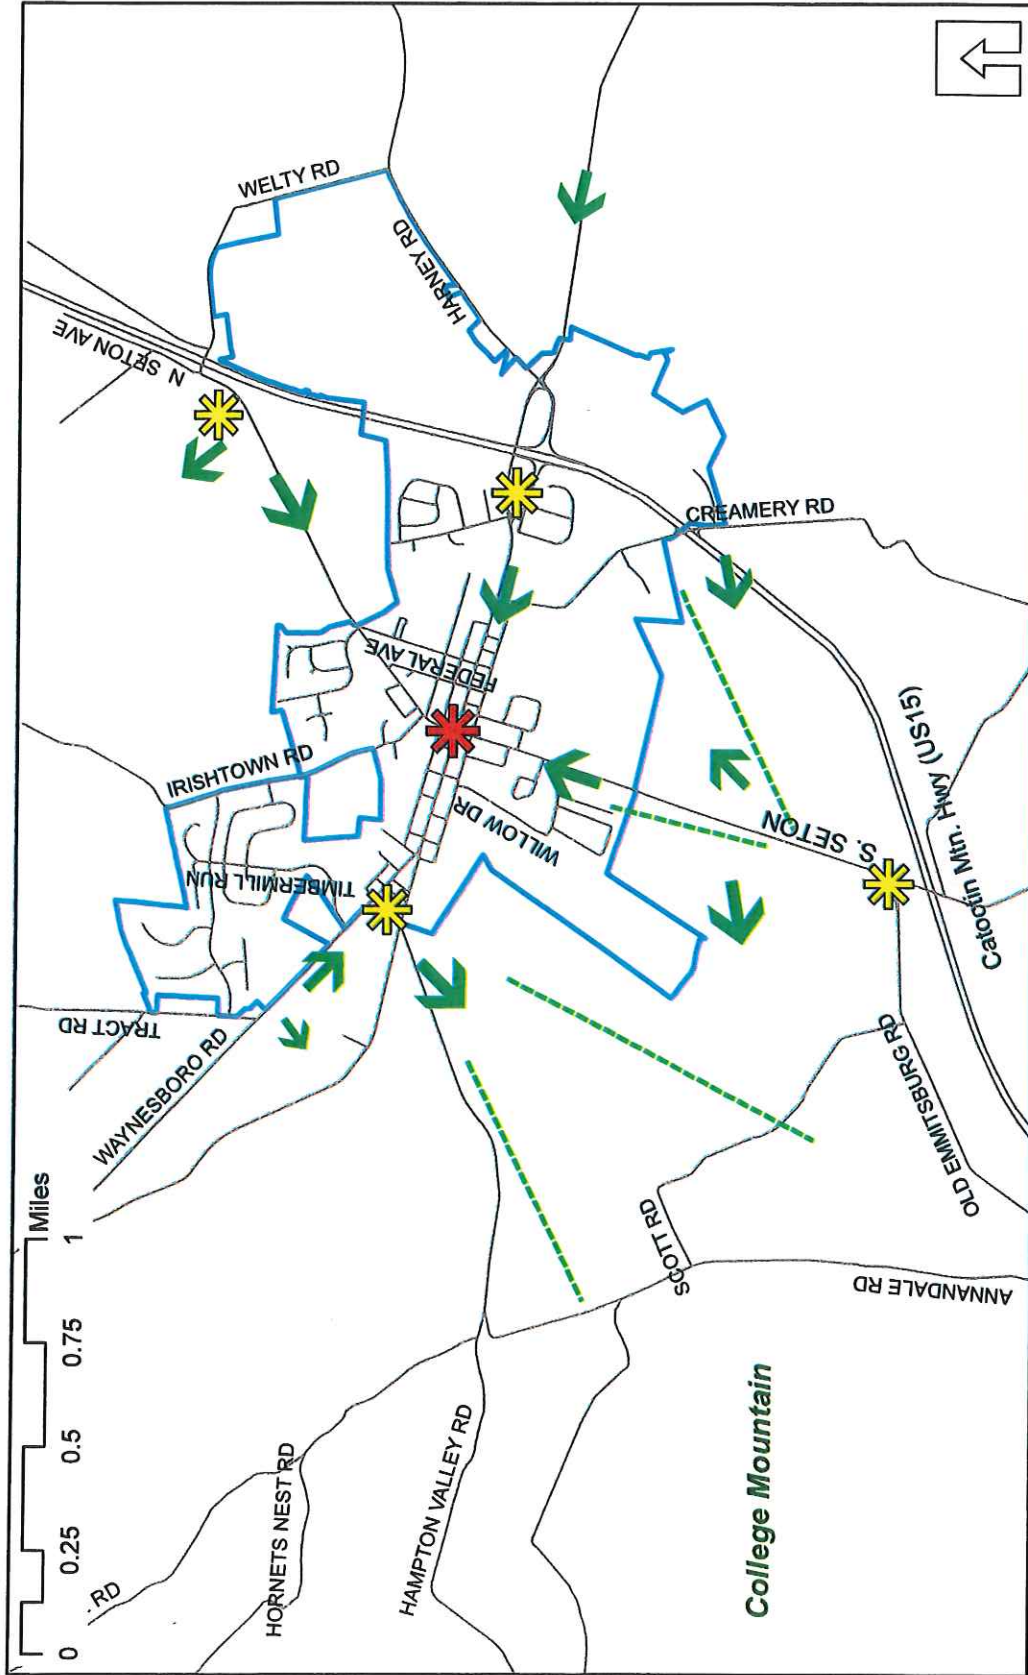 WELTY RD
HARNEY RD
N SETON AVE
CREAMERY RD
FEDERAL AVE
IRISHTOWN RD
WILLOW DR
S. SETON
TIMBERMILL RUN
Catoctin Mtn. Hwy (US15)
TRACT RD
WAYNESBORO RD
OLD EMMITSBURG RD
SCOTT RD
ANNANDALE RD
HAMPTON VALLEY RD
HORNETS NEST RD
RD
College Mountain
0 0.25 0.5 0.75 1
Miles